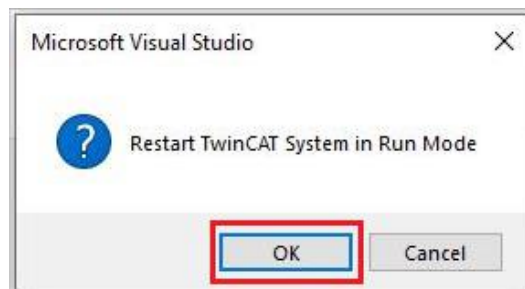 Microsoft Visual Studio
Restart TwinCAT System in Run Mode
OK
Cancel